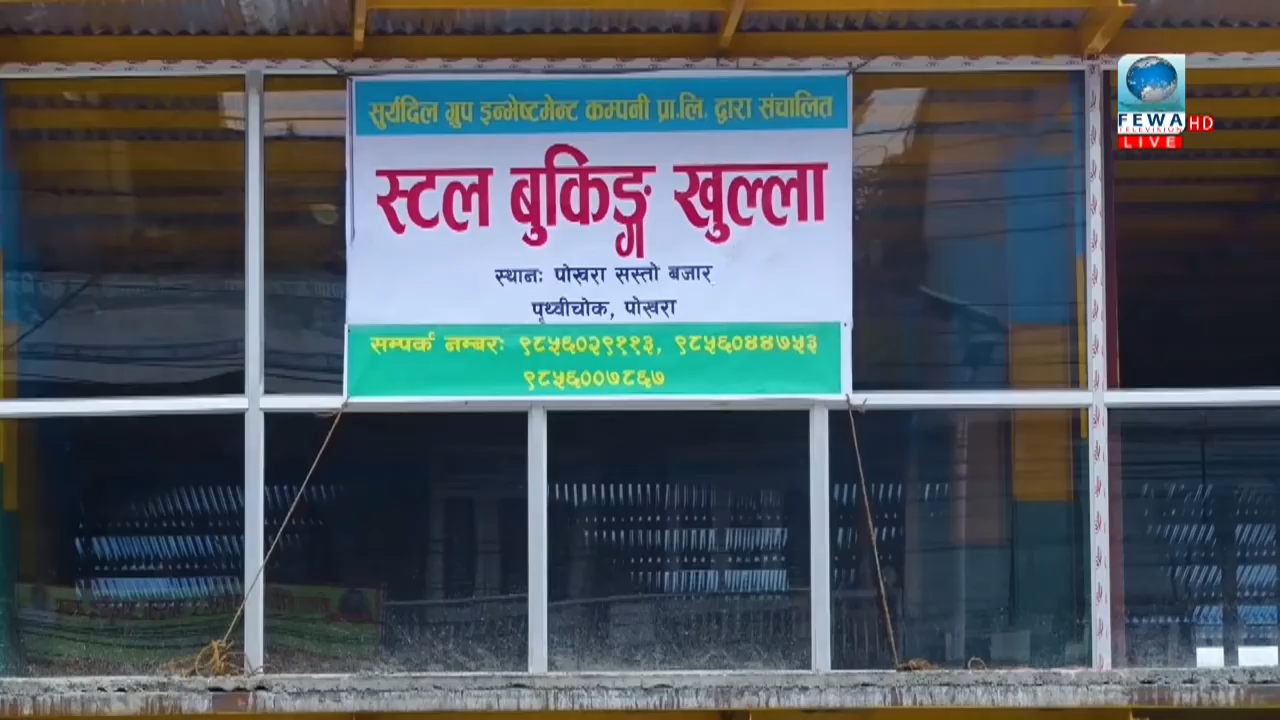 सुर्यदिल ग्रुप इन्भेष्टमेन्ट कम्पनी प्रा.लि. द्वारा संचालित
स्टल बुकिङ्ग खुल्ला
स्थानः पोखरा सस्तो बजार
पृथ्वीचोक, पोखरा
सम्पर्क नम्बरः ९८५६०२९११३, ९८५६०४४७५३
९८५६००७८६७
FEWA HD
TELEVISION
LIVE